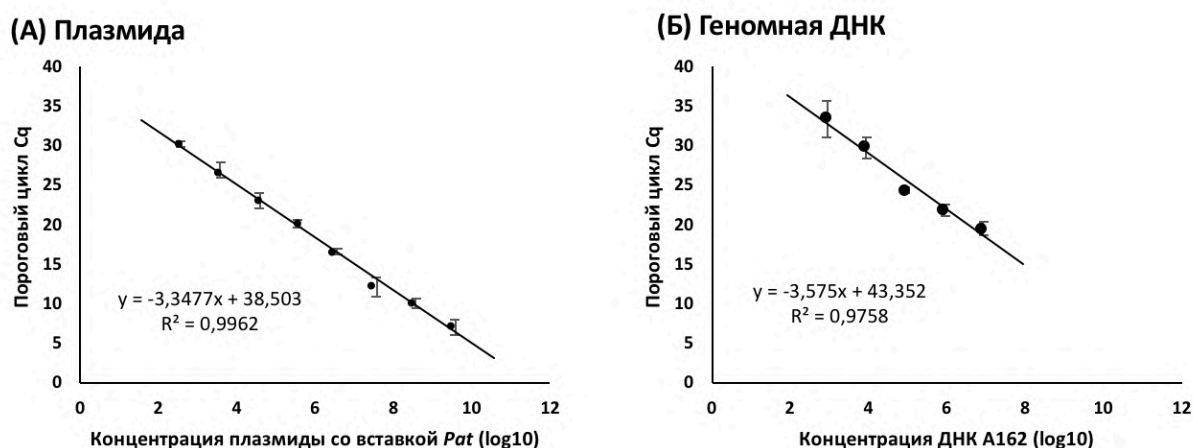 (А) Плазмида
40
35
30
25
20
15
10
5
0
Пороговый цикл Cq
y = -3,3477x + 38,503
R² = 0,9962
0 2 4 6 8 10 12
Концентрация плазмиды со вставкой Pat (log10)
(Б) Геномная ДНК
40
35
30
25
20
15
10
5
0
Пороговый цикл Cq
y = -3,575x + 43,352
R² = 0,9758
0 2 4 6 8 10 12
Концентрация ДНК А162 (log10)